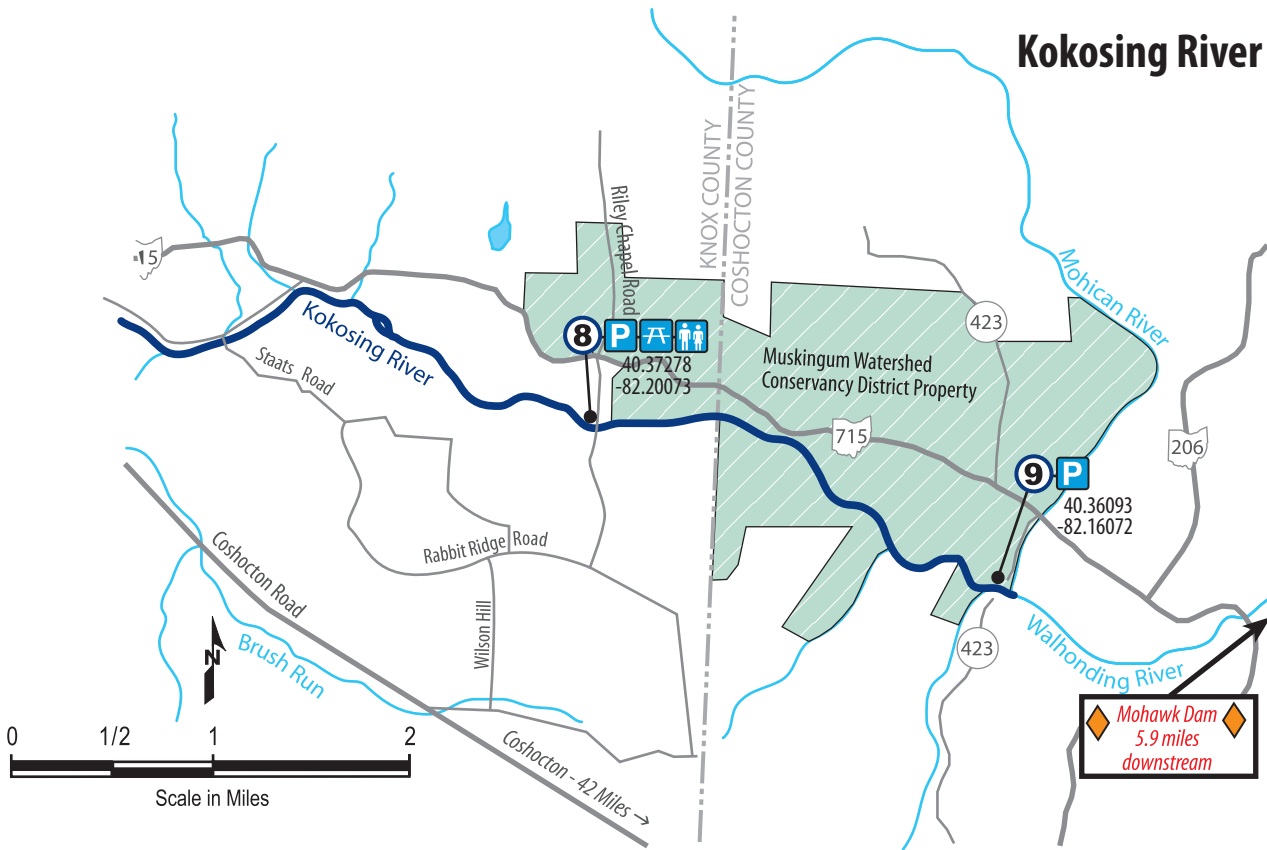 Kokosing River
KNOX COUNTY
COSHOCTON COUNTY
Riley Chapel Road
Mohican River
Kokosing River
423
8
P
40.37278
-82.20073
Muskingum Watershed
Conservancy District Property
Staats Road
715
206
9
P
40.36093
-82.16072
Rabbit Ridge Road
Coshocton Road
Wilson Hill
Brush Run
N
423
Walhonding River
Mohawk Dam
5.9 miles
downstream
Coshocton - 42 Miles →
0 1/2 1 2
Scale in Miles